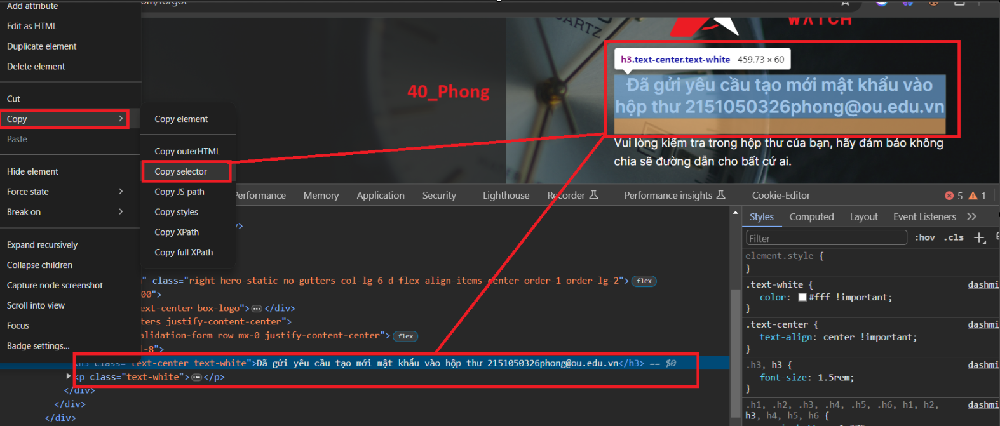 Add attribute
Edit as HTML
Duplicate element
Delete element
Cut
Copy
Paste
Hide element
Force state
Break on
Expand recursively
Collapse children
Capture node screenshot
Scroll into view
Focus
Badge settings...
Copy element
Copy outerHTML
Copy selector
Copy JS path
Copy styles
Copy XPath
Copy full XPath
om/forgot
ARTZ
WATCH
40_Phong
h3.text-center.text-white 459.73 × 60
Đã gửi yêu cầu tạo mới mật khẩu vào
hộp thư 2151050326phong@ou.edu.vn
Vui lòng kiểm tra trong hộp thư của bạn, hãy đảm bảo không
chia sẽ đường dẫn cho bất cứ ai.
Performance Memory Application Security Lighthouse Recorder Performance insights Cookie-Editor 5 1
v>
" class="right hero-static no-gutters col-lg-6 d-flex align-items-center order-1 order-lg-2"> flex
00">
ext-center box-logo">…</div>
ters justify-content-center">
alidation-form row mx-0 justify-content-center"> flex
l-8">
<h3 class="text-center text-white">Đã gửi yêu cầu tạo mới mật khẩu vào hộp thư 2151050326phong@ou.edu.vn</h3> == $0
<p class="text-white">…</p>
</div>
</div>
</div>
Styles Computed Layout Event Listeners
Filter :hov .cls
element.style {
}
.text-white { dashmi
color: #fff !important;
}
.text-center { dashmi
text-align: center !important;
}
.h3, h3 { dashmi
font-size: 1.5rem;
}
.h1, .h2, .h3, .h4, .h5, .h6, h1, h2, dashmi
h3, h4, h5, h6 {